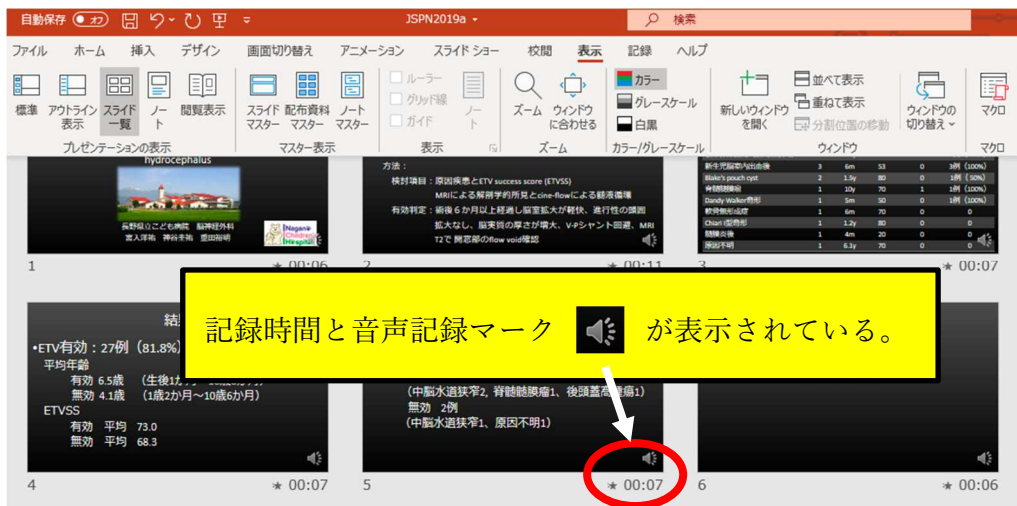 自動保存 オフ JSPN2019a 検索
ファイル ホーム 挿入 デザイン 画面切り替え アニメーション スライド ショー 校閲 表示 記録 ヘルプ
標準 アウトライン表示 スライド一覧 ノート 閲覧表示
スライドマスター 配布資料マスター ノートマスター
ルーラー
グリッド線
ガイド
ノート
ズーム ウィンドウに合わせる
カラー
グレースケール
白黒
新しいウィンドウを開く
並べて表示
重ねて表示
分割位置の移動
ウィンドウの切り替え
マクロ
プレゼンテーションの表示 マスター表示 表示 ズーム カラー/グレースケール ウィンドウ マクロ
hydrocephalus
長野県立こども病院 脳神経外科
宮入洋祐 神谷圭祐 重田裕明
Nagano
Children's
Hospital
1 00:06
方法:
検討項目:原因疾患とETV success score (ETVSS)
MRIによる解剖学的所見とcine-flowによる髄液循環
有効判定:術後6か月以上経過し脳室拡大が軽快、進行性の頭囲
拡大なし、脳実質の厚さが増大、V-Pシャント回避、MRI
T2で 開窓部のflow void確認
2 00:11
新生児脳室内出血後 3 6m 53 0 3例 (100%)
Blake's pouch cyst 2 1.5y 80 0 1例 ( 50%)
脊髄髄膜瘤 1 10y 70 1 1例 (100%)
Dandy Walker奇形 1 5m 50 0 1例 (100%)
軟骨無形成症 1 6m 70 0 0
Chiari I型奇形 1 1.2y 80 0 0
髄膜炎後 1 4m 20 0 0
原因不明 1 6.1y 70 0 0
3 00:07
記録時間と音声記録マーク が表示されている。
•ETV有効:27例(81.8%)
平均年齢
有効 6.5歳
無効 4.1歳 (1歳2か月～10歳6か月)
ETVSS
有効 平均 73.0
無効 平均 68.3
4 00:07
(中脳水道狭窄2, 脊髄髄膜瘤1、後頭蓋窩腫瘍1)
無効 2例
(中脳水道狭窄1、原因不明1)
5 00:07
6 00:06